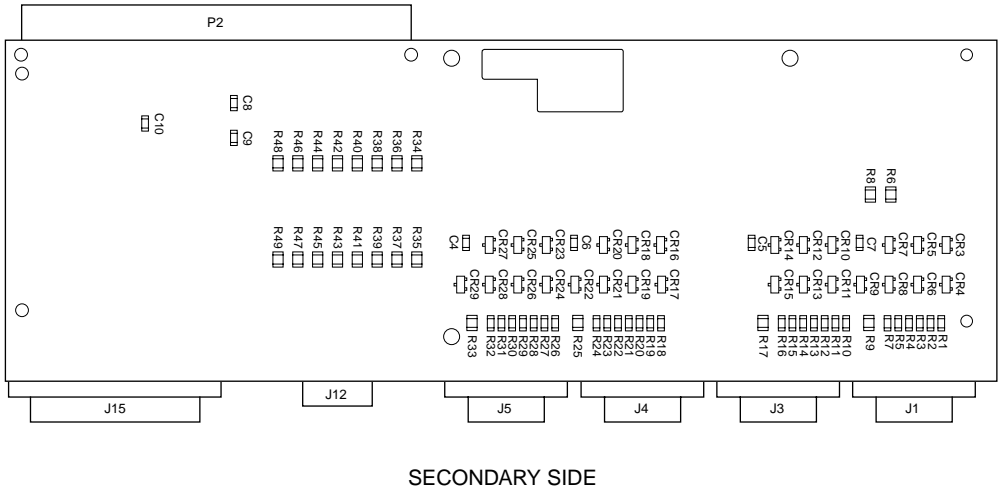 P2
C8
C10
C9
R48
R46
R44
R42
R40
R38
R36
R34
R8
R6
R49
R47
R45
R43
R41
R39
R37
R35
C4
CR27
CR25
CR23
C6
CR20
CR18
CR16
C5
CR14
CR12
CR10
C7
CR7
CR5
CR3
CR29
CR28
CR26
CR24
CR22
CR21
CR19
CR17
CR15
CR13
CR11
CR9
CR8
CR6
CR4
R33
R32
R31
R30
R29
R28
R27
R26
R25
R24
R23
R22
R21
R20
R19
R18
R17
R16
R15
R14
R13
R12
R11
R10
R9
R7
R5
R4
R3
R2
R1
J15
J12
J5
J4
J3
J1
SECONDARY SIDE